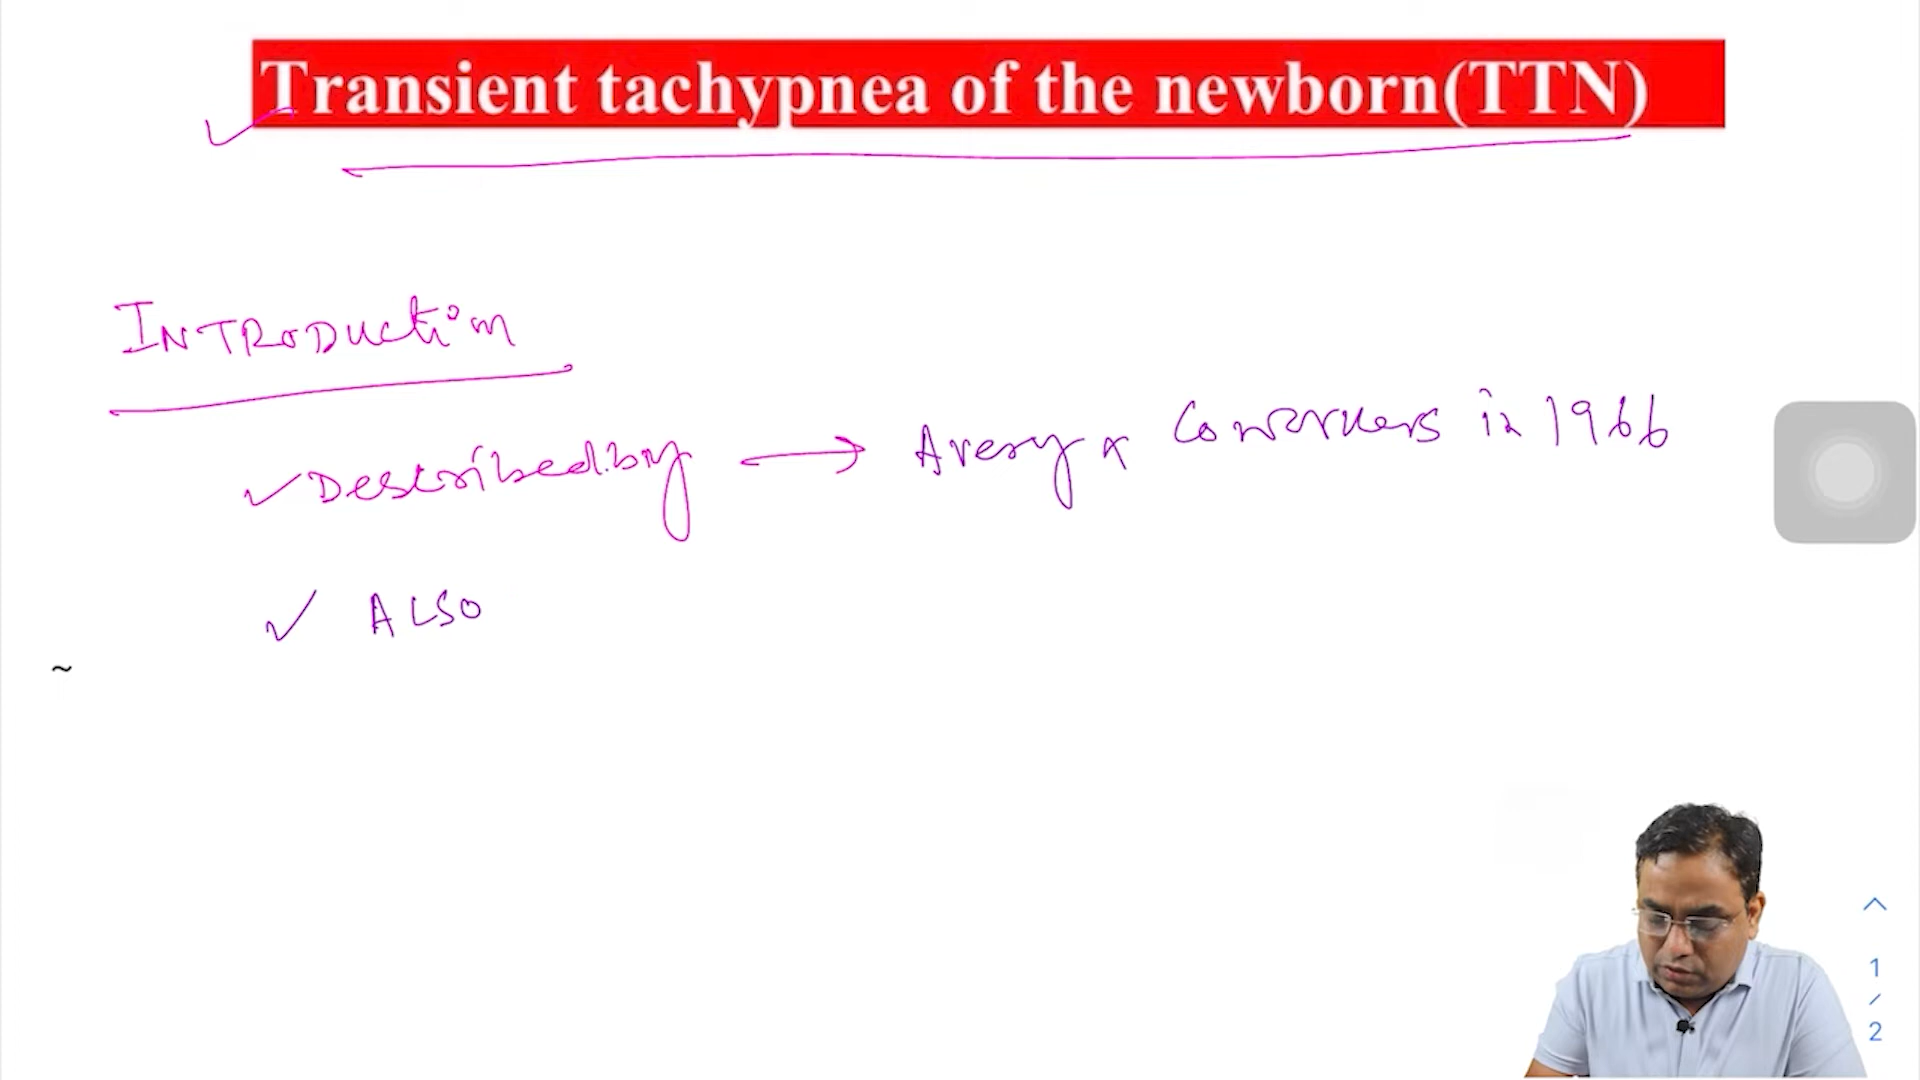 Transient tachypnea of the newborn(TTN)
INTRODUCtion
✓ Described by → Avery & Coworkers in 1966
✓ ALSO
~
1
/
2